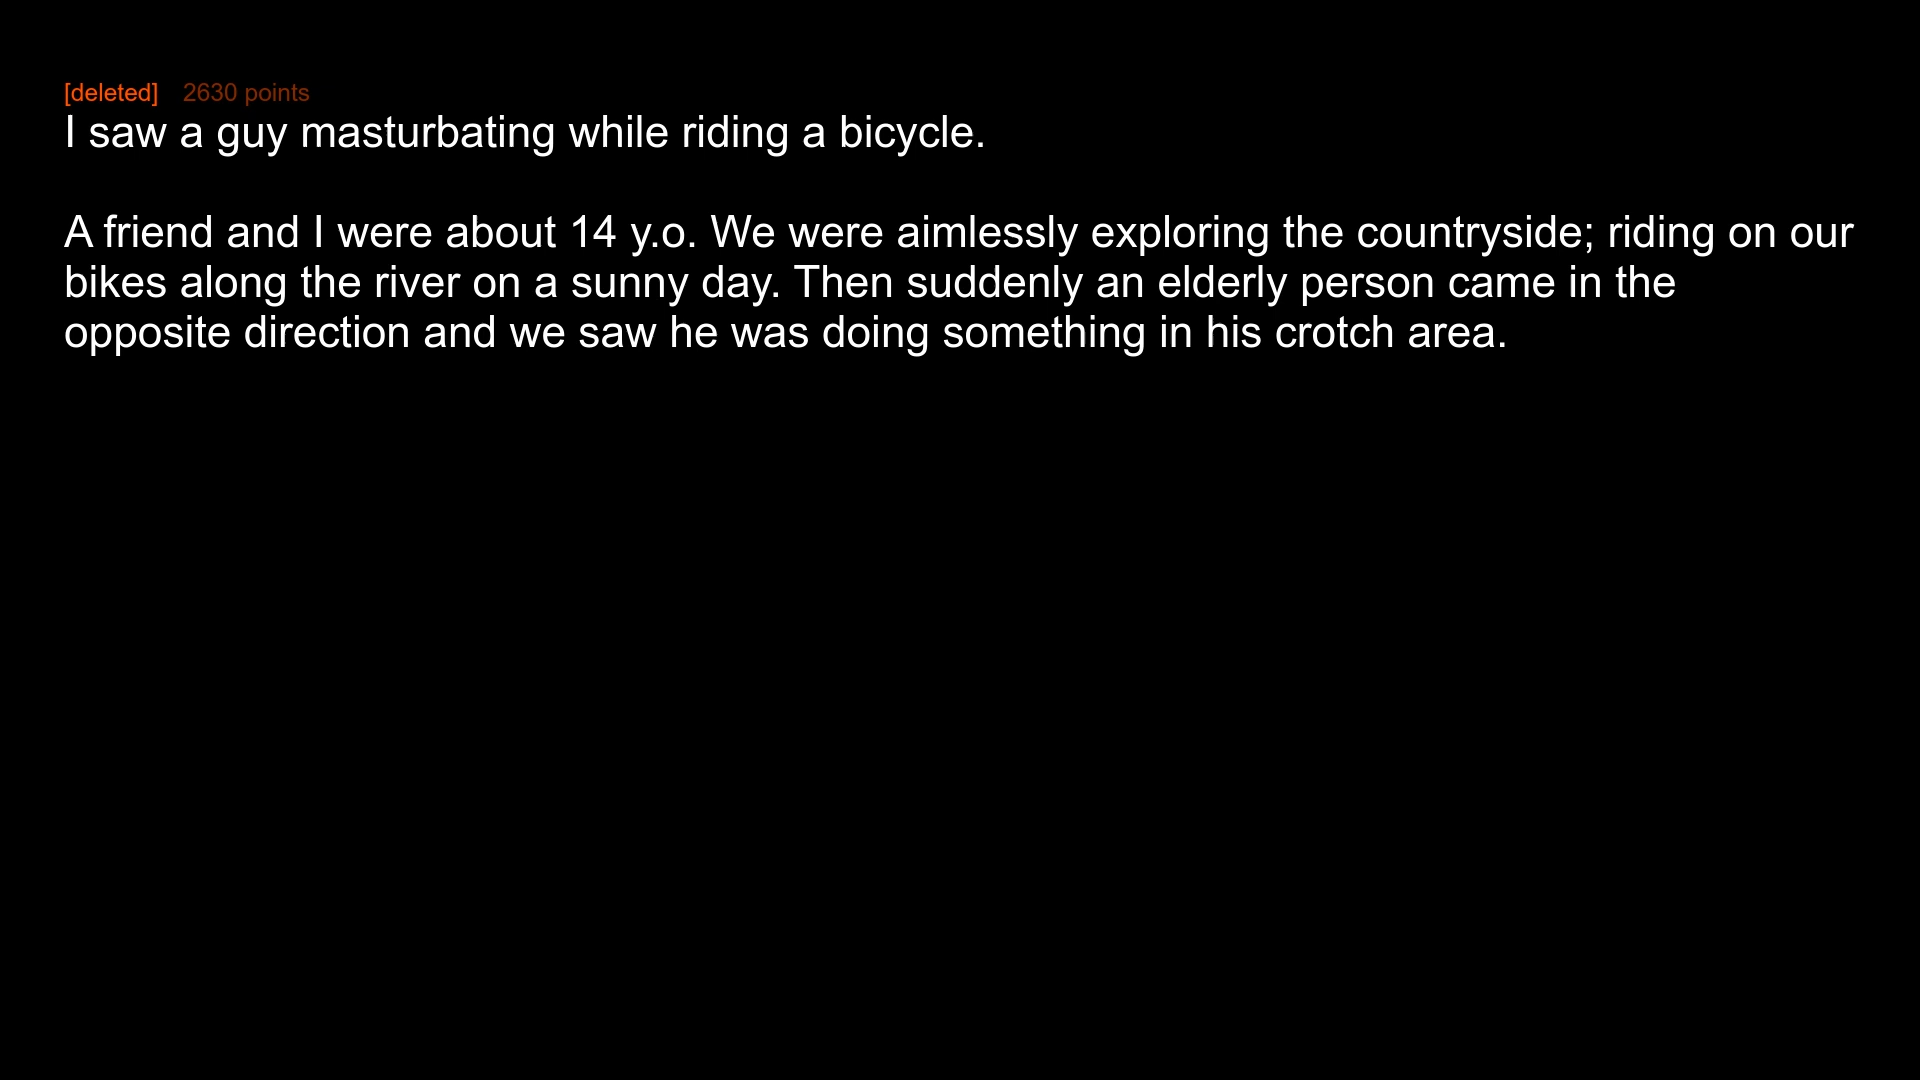 [deleted] 2630 points
I saw a guy masturbating while riding a bicycle.
A friend and I were about 14 y.o. We were aimlessly exploring the countryside; riding on our
bikes along the river on a sunny day. Then suddenly an elderly person came in the
opposite direction and we saw he was doing something in his crotch area.